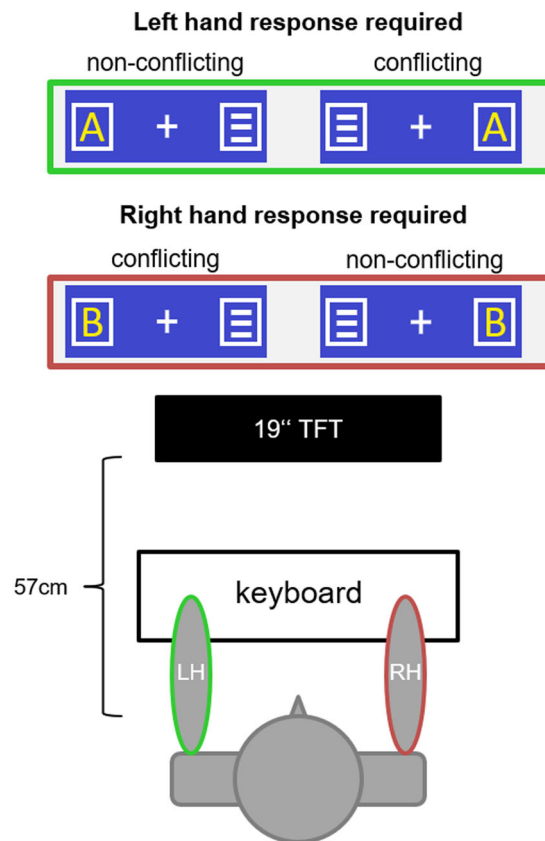 Left hand response required
non-conflicting conflicting
A + A
Right hand response required
conflicting non-conflicting
B + B
19“ TFT
57cm
keyboard
LH RH